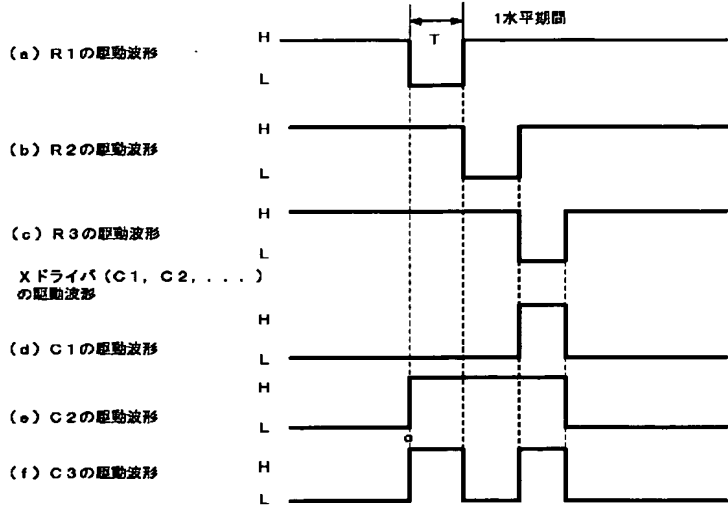 1水平期間
T
H
(a) R1の駆動波形
L
H
(b) R2の駆動波形
L
H
(c) R3の駆動波形
L
Xドライバ (C1, C2, . . . . )
の駆動波形
H
(d) C1の駆動波形
L
H
(e) C2の駆動波形
L
a
H
(f) C3の駆動波形
L